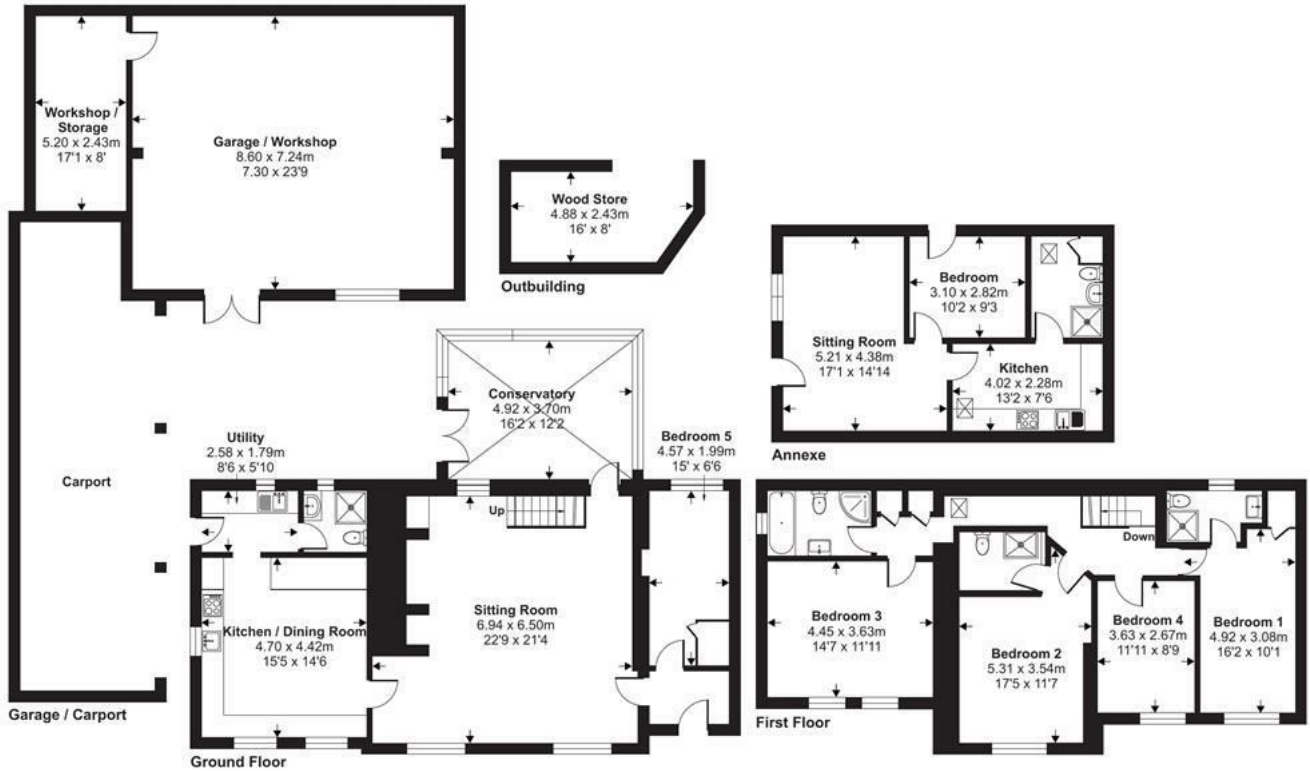 Workshop /
Storage
5.20 x 2.43m
17'1 x 8'
Garage / Workshop
8.60 x 7.24m
7.30 x 23'9
Wood Store
4.88 x 2.43m
16' x 8'
Outbuilding
Carport
Garage / Carport
Utility
2.58 x 1.79m
8'6 x 5'10
Conservatory
4.92 x 3.70m
16'2 x 12'2
Bedroom 5
4.57 x 1.99m
15' x 6'6
Up
Kitchen / Dining Room
4.70 x 4.42m
15'5 x 14'6
Sitting Room
6.94 x 6.50m
22'9 x 21'4
Ground Floor
Sitting Room
5.21 x 4.38m
17'1 x 14'14
Bedroom
3.10 x 2.82m
10'2 x 9'3
Kitchen
4.02 x 2.28m
13'2 x 7'6
Annexe
Down
Bedroom 3
4.45 x 3.63m
14'7 x 11'11
Bedroom 2
5.31 x 3.54m
17'5 x 11'7
Bedroom 4
3.63 x 2.67m
11'11 x 8'9
Bedroom 1
4.92 x 3.08m
16'2 x 10'1
First Floor